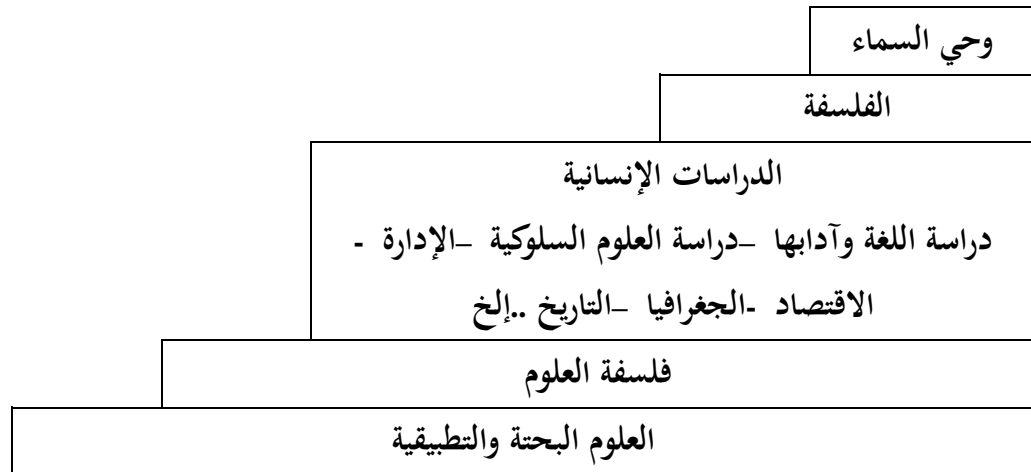 وحي السماء
الفلسفة
الدراسات الإنسانية
دراسة اللغة وآدابها –دراسة العلوم السلوكية –الإدارة -
الاقتصاد -الجغرافيا –التاريخ ..إلخ
فلسفة العلوم
العلوم البحتة والتطبيقية